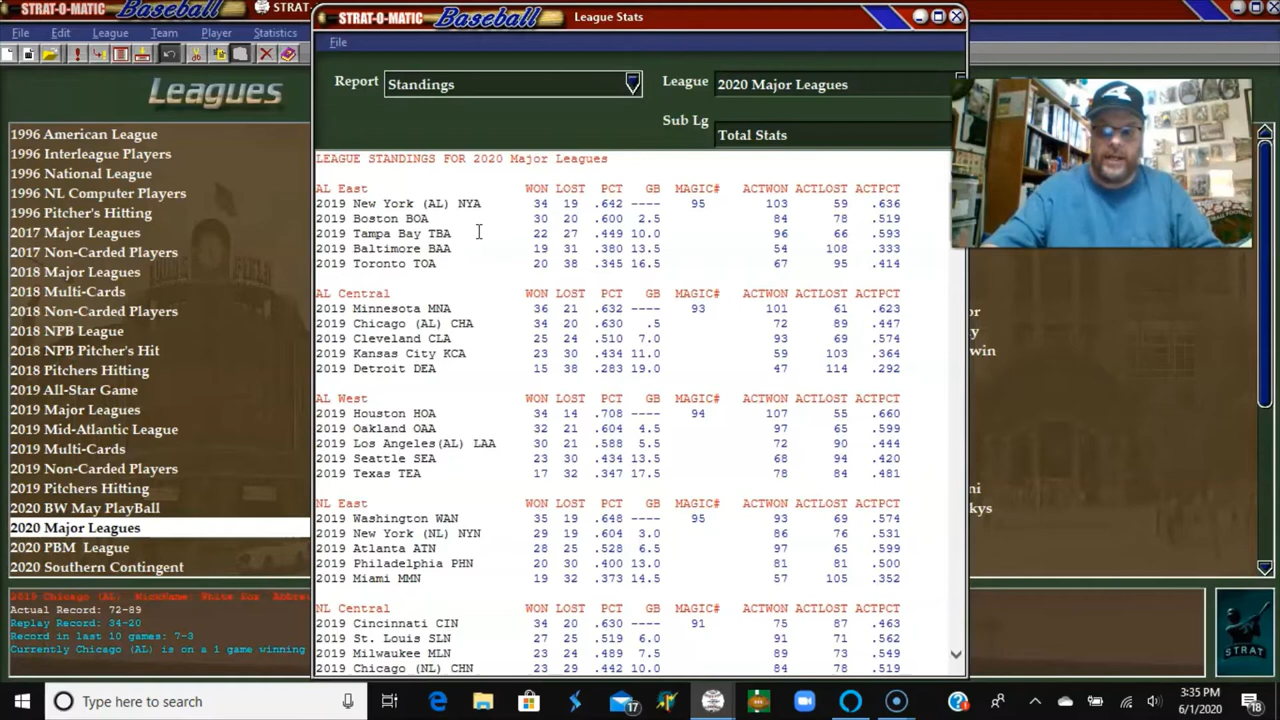 STRAT-O-MATIC Baseball
STRAT-
File Edit League Team Player Statistics
Leagues
1996 American League
1996 Interleague Players
1996 National League
1996 NL Computer Players
1996 Pitcher's Hitting
2017 Major Leagues
2017 Non-Carded Players
2018 Major Leagues
2018 Multi-Cards
2018 Non-Carded Players
2018 NPB League
2018 NPB Pitcher's Hit
2018 Pitchers Hitting
2019 All-Star Game
2019 Major Leagues
2019 Mid-Atlantic League
2019 Multi-Cards
2019 Non-Carded Players
2019 Pitchers Hitting
2020 BW May PlayBall
2020 Major Leagues
2020 PBM League
2020 Southern Contingent
2019 Chicago (AL) NickName White Sox
Actual Record: 72-89
Replay Record: 34-20
Record in last 10 games: 7-3
Currently Chicago (AL) is on a 1 game winning
STRAT-O-MATIC Baseball League Stats
File
Report Standings League 2020 Major Leagues
Sub Lg Total Stats
LEAGUE STANDINGS FOR 2020 Major Leagues
AL East WON LOST PCT GB MAGIC# ACTWON ACTLOST ACTPCT
2019 New York (AL) NYA 34 19 .642 ---- 95 103 59 .636
2019 Boston BOA 30 20 .600 2.5 84 78 .519
2019 Tampa Bay TBA 22 27 .449 10.0 96 66 .593
2019 Baltimore BAA 19 31 .380 13.5 54 108 .333
2019 Toronto TOA 20 38 .345 16.5 67 95 .414
AL Central WON LOST PCT GB MAGIC# ACTWON ACTLOST ACTPCT
2019 Minnesota MNA 36 21 .632 ---- 93 101 61 .623
2019 Chicago (AL) CHA 34 20 .630 .5 72 89 .447
2019 Cleveland CLA 25 24 .510 7.0 93 69 .574
2019 Kansas City KCA 23 30 .434 11.0 59 103 .364
2019 Detroit DEA 15 38 .283 19.0 47 114 .292
AL West WON LOST PCT GB MAGIC# ACTWON ACTLOST ACTPCT
2019 Houston HOA 34 14 .708 ---- 94 107 55 .660
2019 Oakland OAA 32 21 .604 4.5 97 65 .599
2019 Los Angeles(AL) LAA 30 21 .588 5.5 72 90 .444
2019 Seattle SEA 23 30 .434 13.5 68 94 .420
2019 Texas TEA 17 32 .347 17.5 78 84 .481
NL East WON LOST PCT GB MAGIC# ACTWON ACTLOST ACTPCT
2019 Washington WAN 35 19 .648 ---- 95 93 69 .574
2019 New York (NL) NYN 29 19 .604 3.0 86 76 .531
2019 Atlanta ATN 28 25 .528 6.5 97 65 .599
2019 Philadelphia PHN 20 30 .400 13.0 81 81 .500
2019 Miami MMN 19 32 .373 14.5 57 105 .352
NL Central WON LOST PCT GB MAGIC# ACTWON ACTLOST ACTPCT
2019 Cincinnati CIN 34 20 .630 ---- 91 75 87 .463
2019 St. Louis SLN 27 25 .519 6.0 91 71 .562
2019 Milwaukee MLN 23 24 .489 7.5 89 73 .549
2019 Chicago (NL) CHN 23 29 .442 10.0 84 78 .519
STRAT
Type here to search
17
3:35 PM
6/1/2020
18